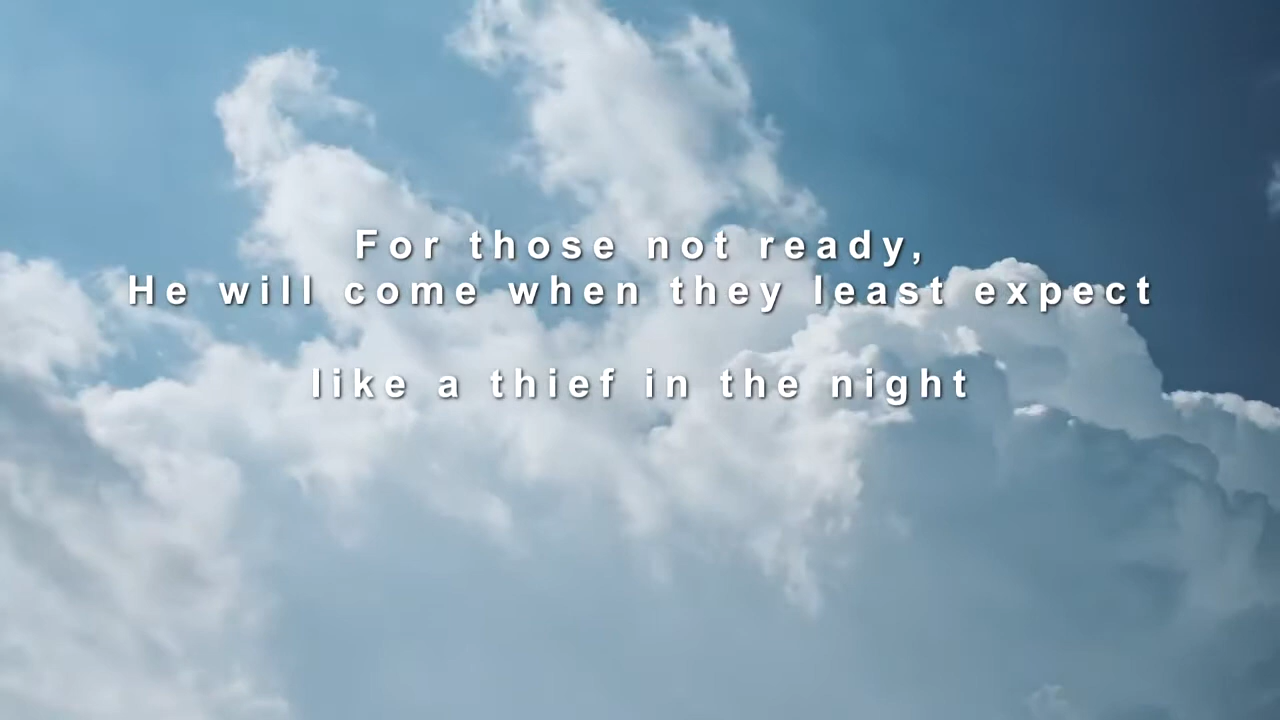 For those not ready,
He will come when they least expect
like a thief in the night